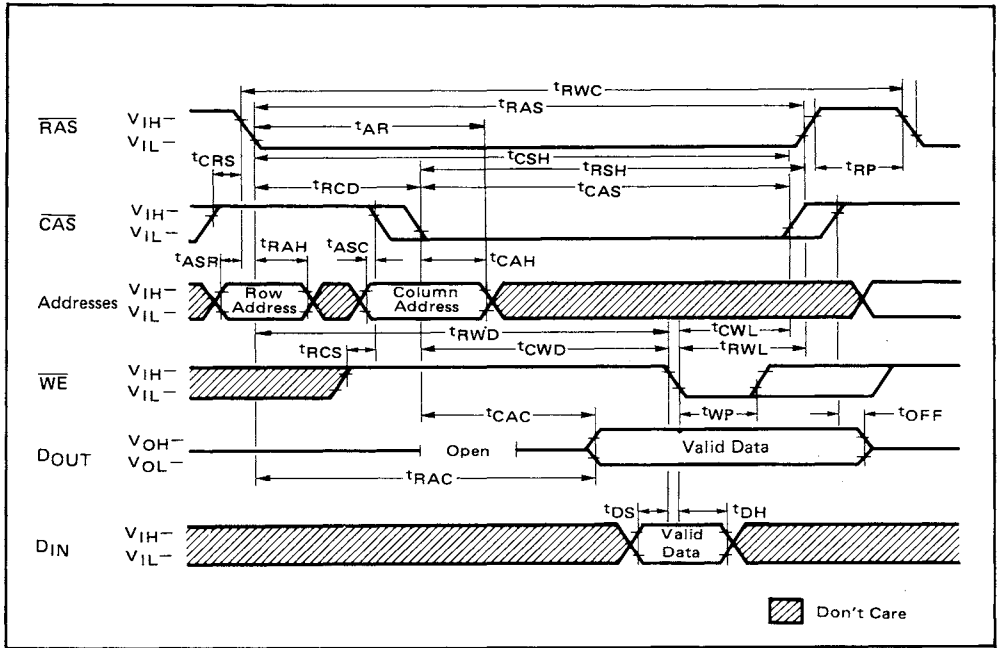 tRWC
tRAS
RAS VIH–
VIL–
tAR
tCSH
tCRS
tRSH
tRP
tRCD
tCAS
CAS VIH–
VIL–
tASR
tRAH
tASC
tCAH
Addresses VIH–
VIL–
Row
Address
Column
Address
tRWD
tCWL
tRCS
tCWD
tRWL
WE VIH–
VIL–
tCAC
tWP
tOFF
DOUT VOH–
VOL–
Open
Valid Data
tRAC
tDS
tDH
DIN VIH–
VIL–
Valid
Data
Don't Care